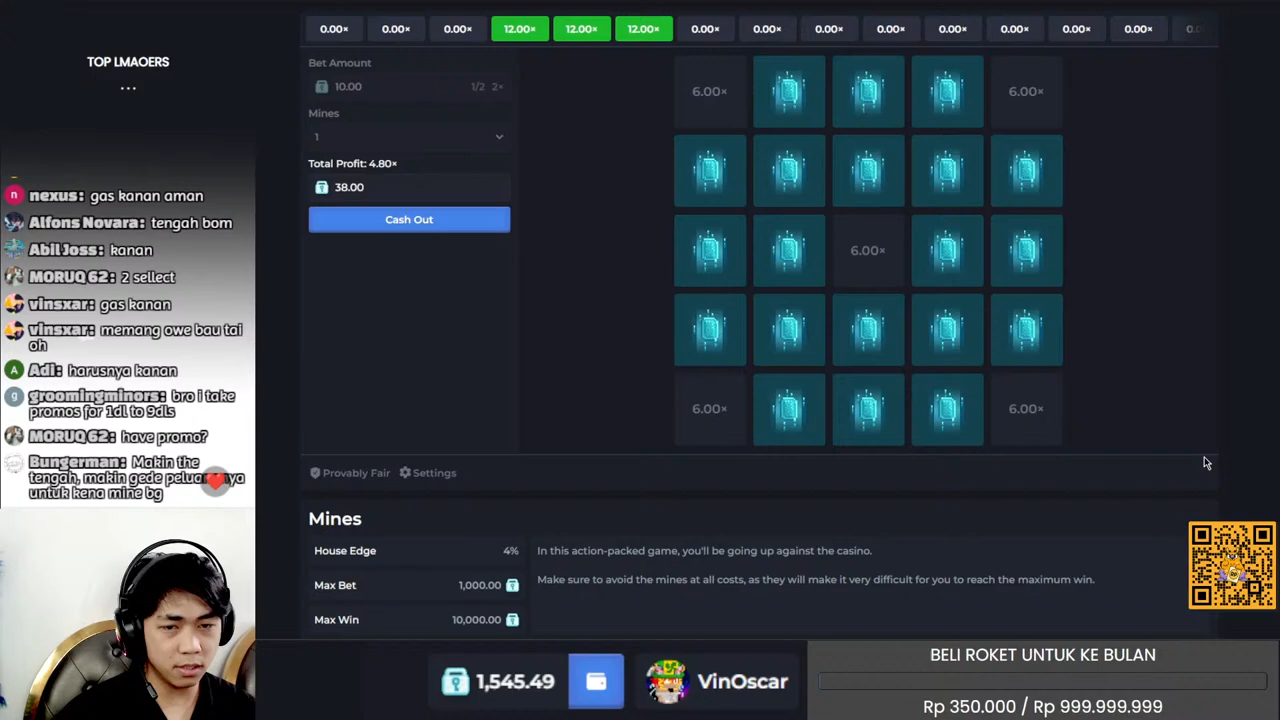 0.00×
0.00×
0.00×
12.00×
12.00×
12.00×
0.00×
0.00×
0.00×
0.00×
0.00×
0.00×
0.00×
0.00×
TOP LMAOERS
...
nexus: gas kanan aman
Alfons Novara: tengah bom
Abil Joss: kanan
MORUQ 62: 2 sellect
vinsxar: gas kanan
vinsxar: memang owe bau tai
oh
Adi: harusnya kanan
groomingminors: bro i take
promos for 1dl to 9dls
MORUQ 62: have promo?
Bungerman: Makin the
tengah, makin gede
untuk kena mine bg
Bet Amount
10.00
1/2 2×
Mines
1
Total Profit: 4.80×
38.00
Cash Out
6.00×
6.00×
6.00×
6.00×
6.00×
Provably Fair
Settings
Mines
House Edge 4%
Max Bet 1,000.00
Max Win 10,000.00
In this action-packed game, you'll be going up against the casino.
Make sure to avoid the mines at all costs, as they will make it very difficult for you to reach the maximum win.
1,545.49
VinOscar
BELI ROKET UNTUK KE BULAN
Rp 350.000 / Rp 999.999.999